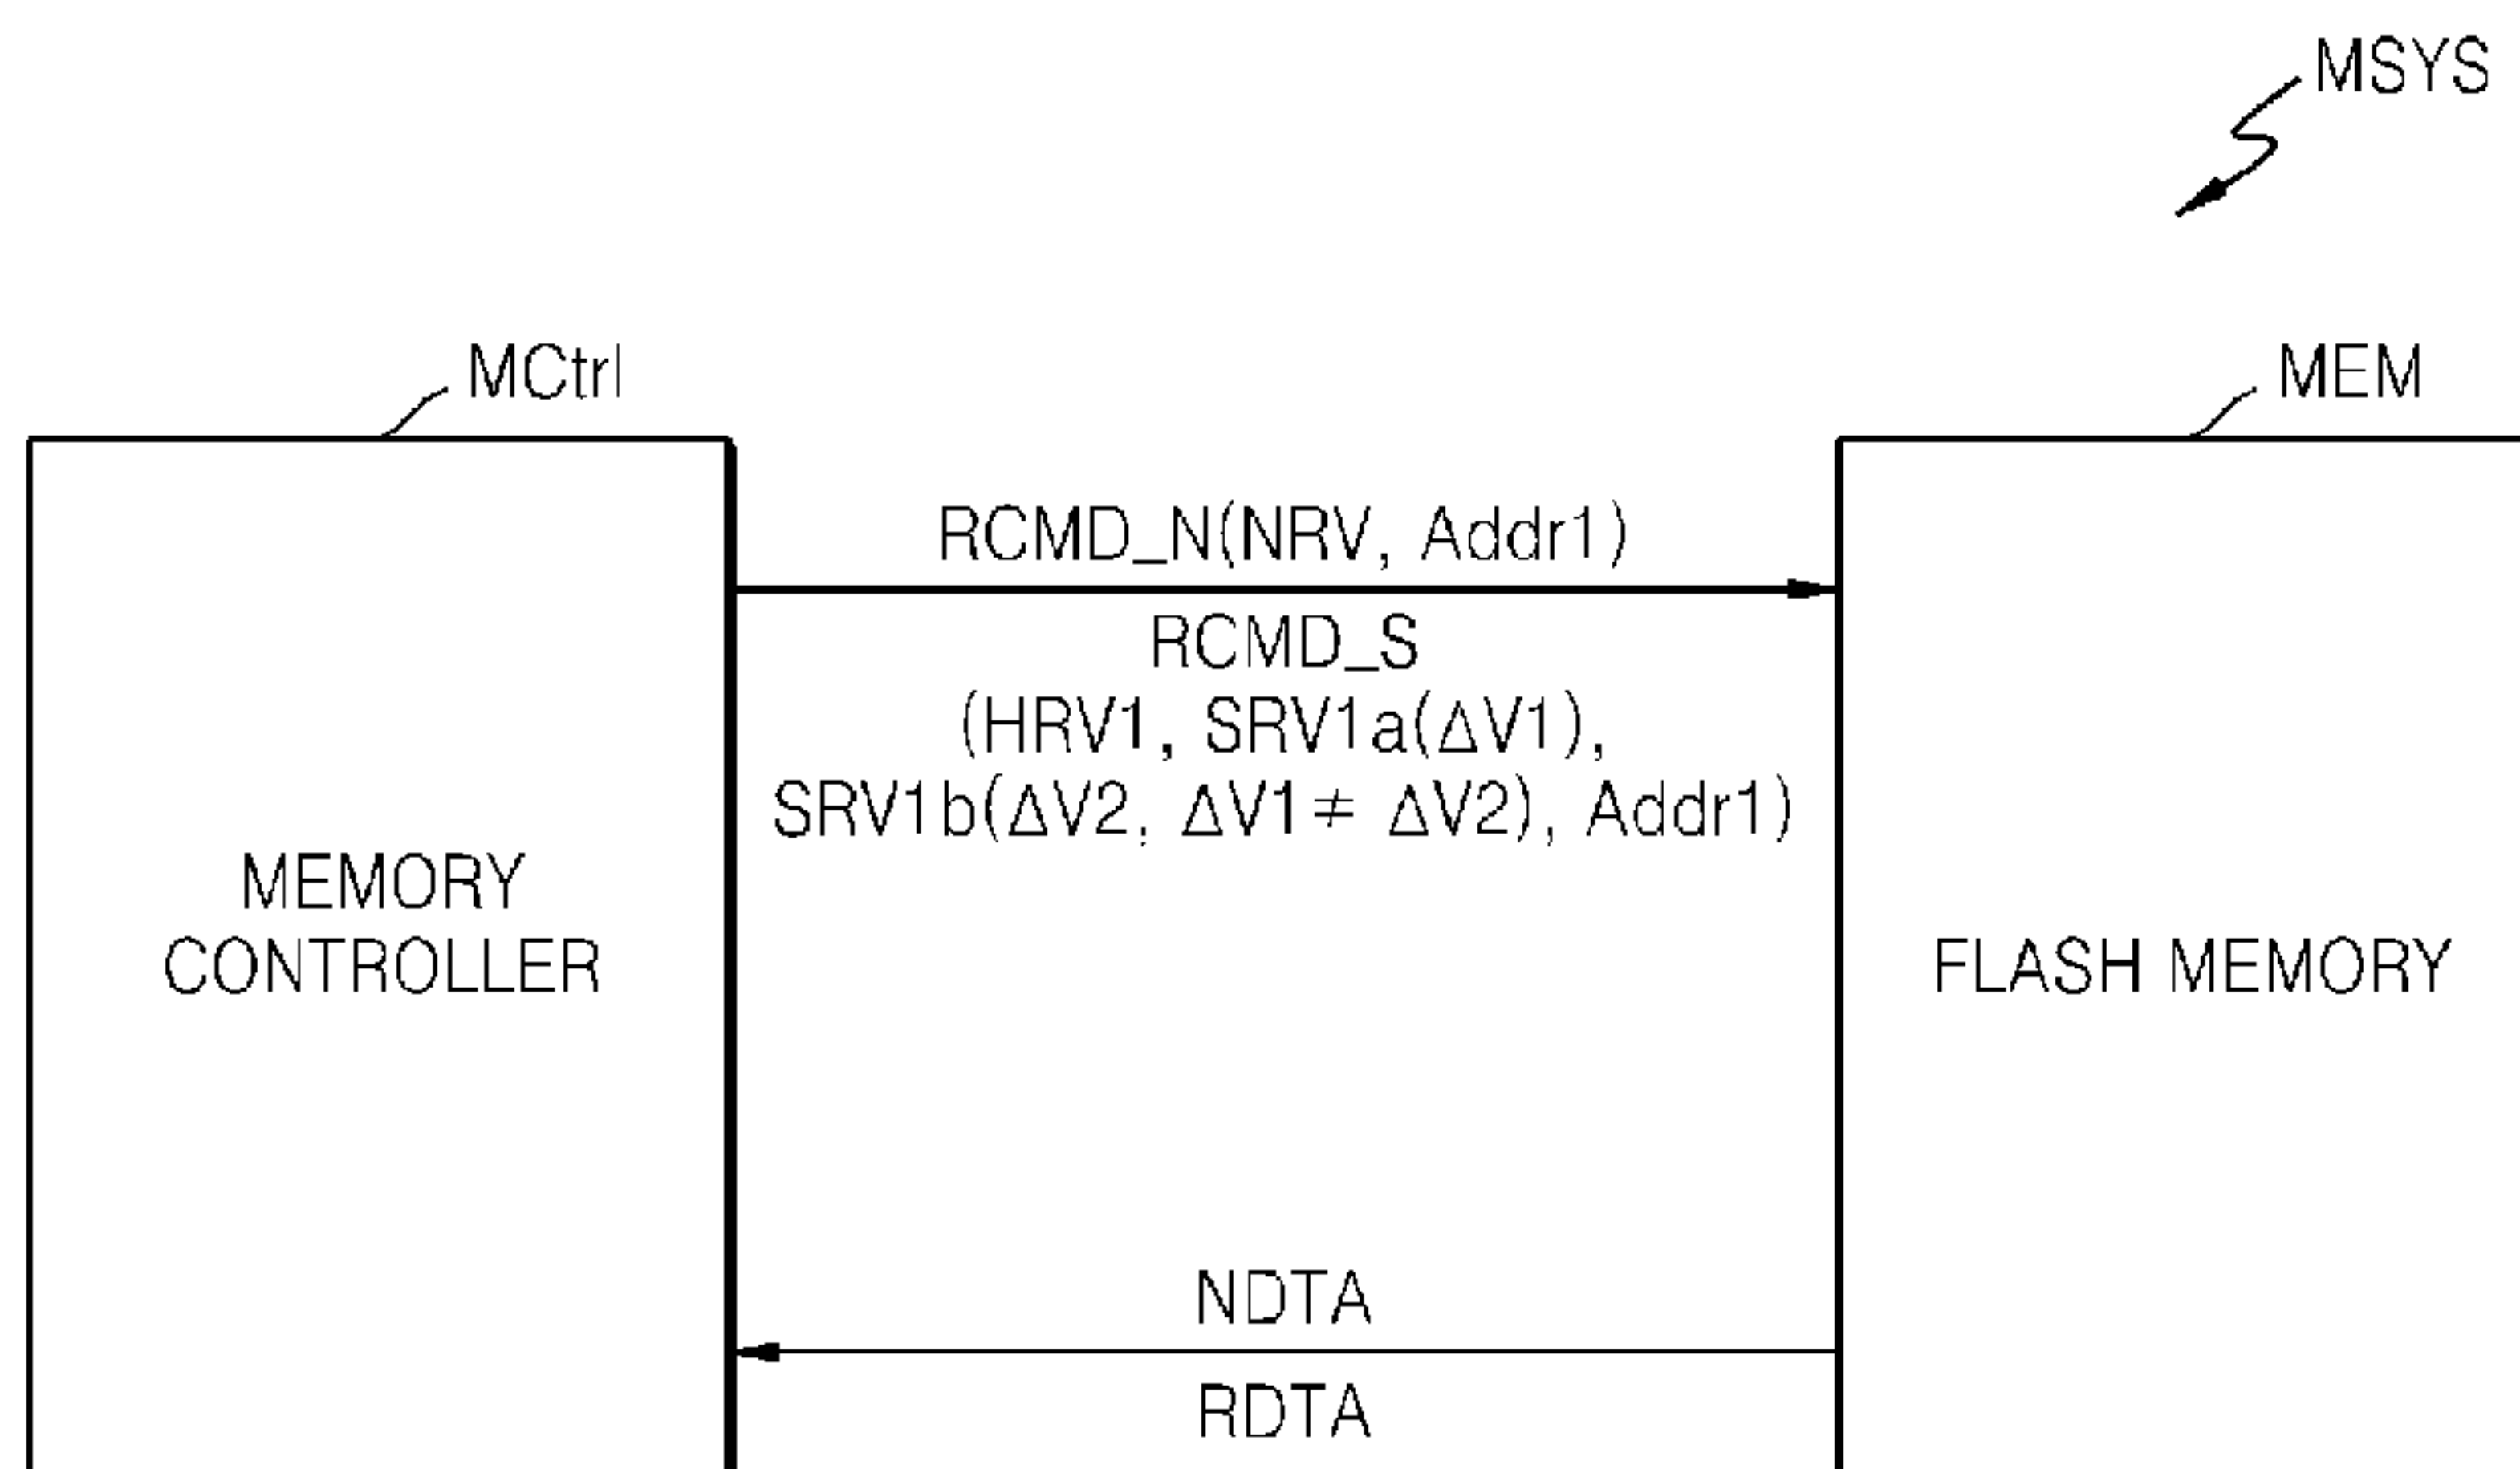 MSYS
MCtrl
MEM
RCMD_N(NRV, Addr1)
RCMD_S
(HRV1, SRV1a(ΔV1),
SRV1b(ΔV2, ΔV1≠ ΔV2), Addr1)
MEMORY
CONTROLLER
FLASH MEMORY
NDTA
RDTA